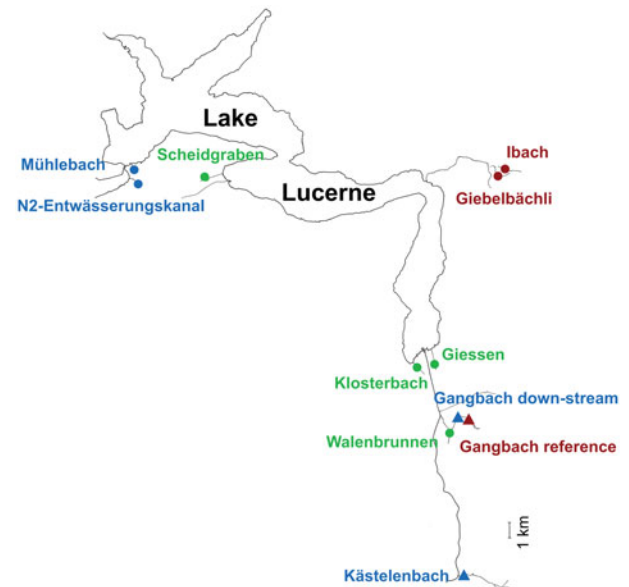 Lake
Ibach
Mühlebach
Scheidgraben
Lucerne
Giebelbächli
N2-Entwässerungskanal
Giessen
Klosterbach
Gangbach down-stream
Walenbrunnen
Gangbach reference
1 km
Kästelenbach